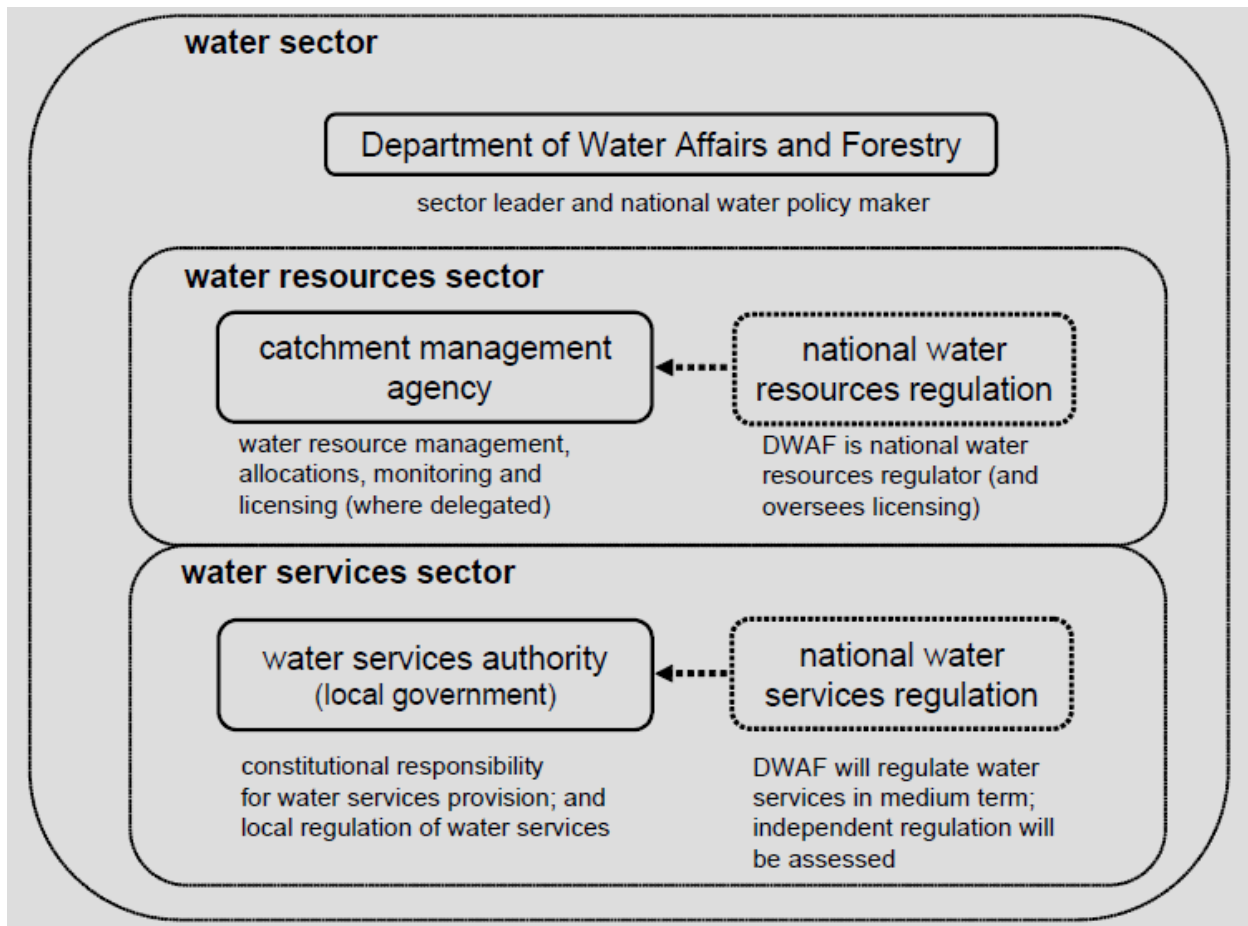 water sector
Department of Water Affairs and Forestry
sector leader and national water policy maker
water resources sector
catchment management
agency
water resource management,
allocations, monitoring and
licensing (where delegated)
national water
resources regulation
DWAF is national water
resources regulator (and
oversees licensing)
water services sector
water services authority
(local government)
constitutional responsibility
for water services provision; and
local regulation of water services
national water
services regulation
DWAF will regulate water
services in medium term;
independent regulation will
be assessed